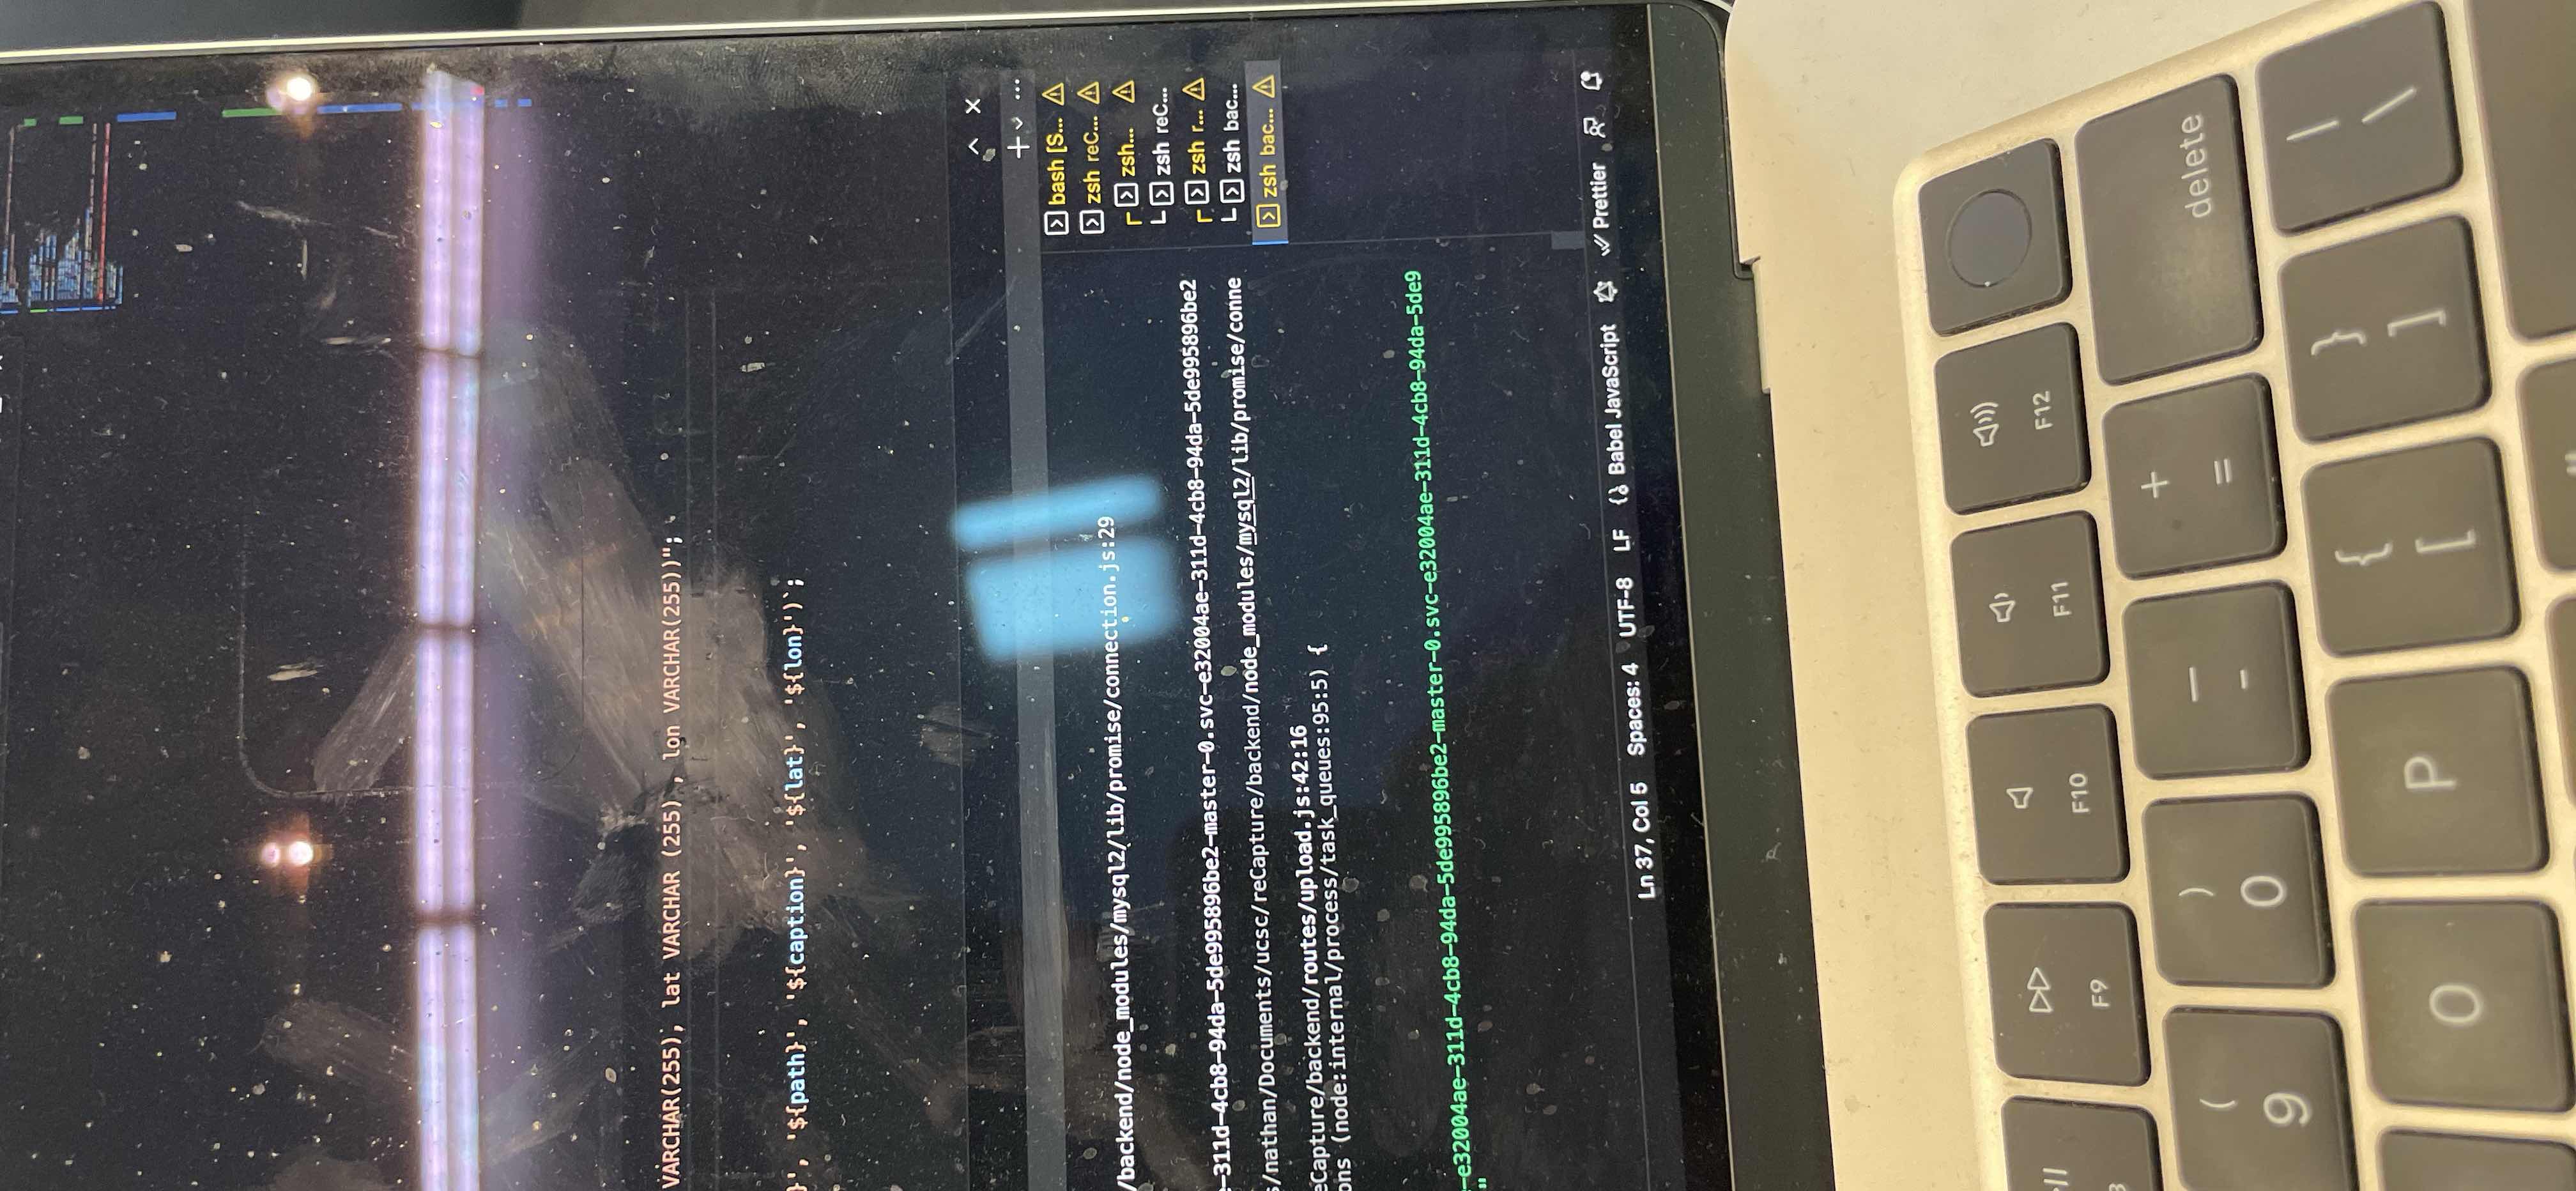 VARCHAR(255), lat VARCHAR (255) , lon VARCHAR(255))";
}', '${path}', '${caption}', '${lat}', '${lon}')`;
/backend/node_modules/mysql2/lib/promise/connection.js:29
-311d-4cb8-94da-5de995896be2-master-0.svc-e32004ae-311d-4cb8-94da-5de995896be2
s/nathan/Documents/ucsc/reCapture/backend/node_modules/mysql2/lib/promise/conne
eCapture/backend/routes/upload.js:42:16
ons (node:internal/process/task_queues:95:5) {
-e32004ae-311d-4cb8-94da-5de995896be2-master-0.svc-e32004ae-311d-4cb8-94da-5de9
"
bash [S...
zsh reC...
zsh...
zsh reC...
zsh r...
zsh bac...
zsh bac...
Ln 37, Col 5 Spaces: 4 UTF-8 LF Babel JavaScript Prettier
F9 F10 F11 F12
( ) — +
9 0 - = delete
{ } |
O P [ ] \